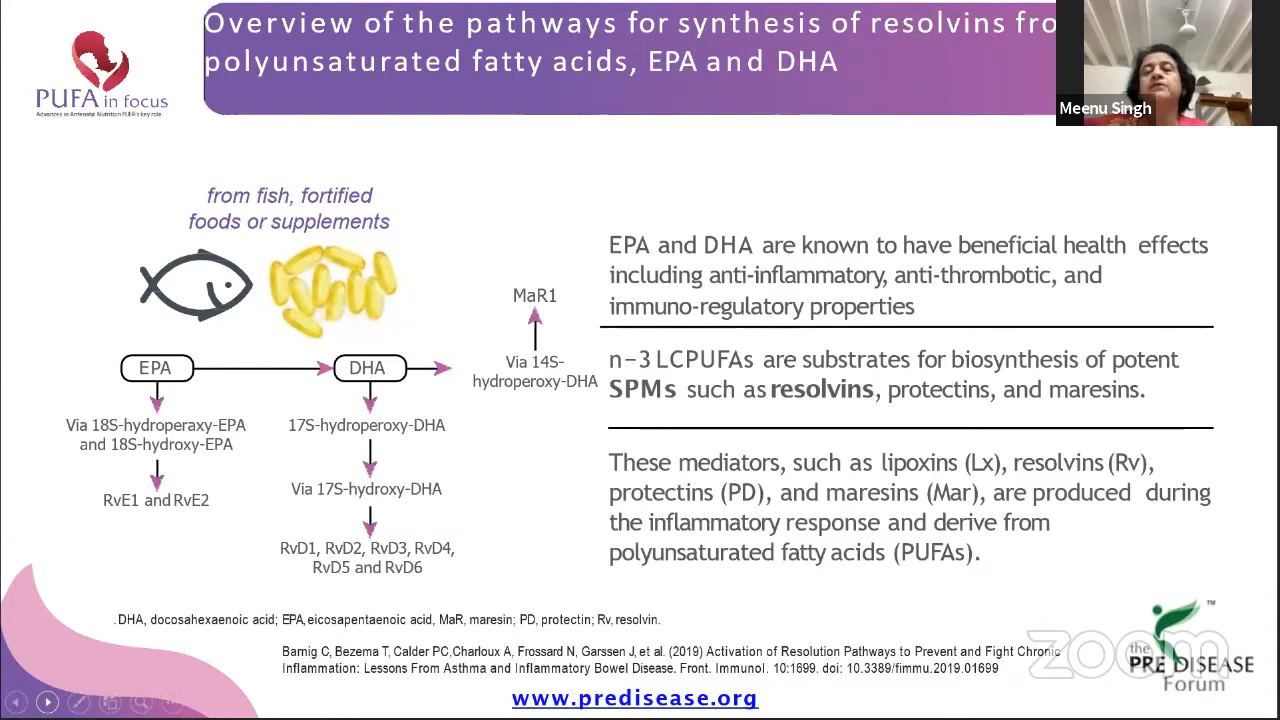 Overview of the pathways for synthesis of resolvins fro
polyunsaturated fatty acids, EPA and DHA
PUFA in focus
Advances in Antenatal Nutrition PUFA's key role
Meenu Singh
from fish, fortified
foods or supplements
MaR1
EPA
DHA
Via 14S-
hydroperoxy-DHA
Via 18S-hydroperaxy-EPA
and 18S-hydroxy-EPA
17S-hydroperoxy-DHA
RvE1 and RvE2
Via 17S-hydroxy-DHA
RvD1, RvD2, RvD3, RvD4,
RvD5 and RvD6
EPA and DHA are known to have beneficial health effects
including anti-inflammatory, anti-thrombotic, and
immuno-regulatory properties
n–3 LCPUFAs are substrates for biosynthesis of potent
SPMs such as resolvins, protectins, and maresins.
These mediators, such as lipoxins (Lx), resolvins (Rv),
protectins (PD), and maresins (Mar), are produced during
the inflammatory response and derive from
polyunsaturated fatty acids (PUFAs).
. DHA, docosahexaenoic acid; EPA, eicosapentaenoic acid, MaR, maresin; PD, protectin; Rv, resolvin.
Barnig C, Bezema T, Calder PC,Charloux A, Frossard N, Garssen J, et al. (2019) Activation of Resolution Pathways to Prevent and Fight Chronic
Inflammation: Lessons From Asthma and Inflammatory Bowel Disease. Front. Immunol. 10:1699. doi: 10.3389/fimmu.2019.01699
www.predisease.org
zoom
TM
the
PRE DISEASE
Forum